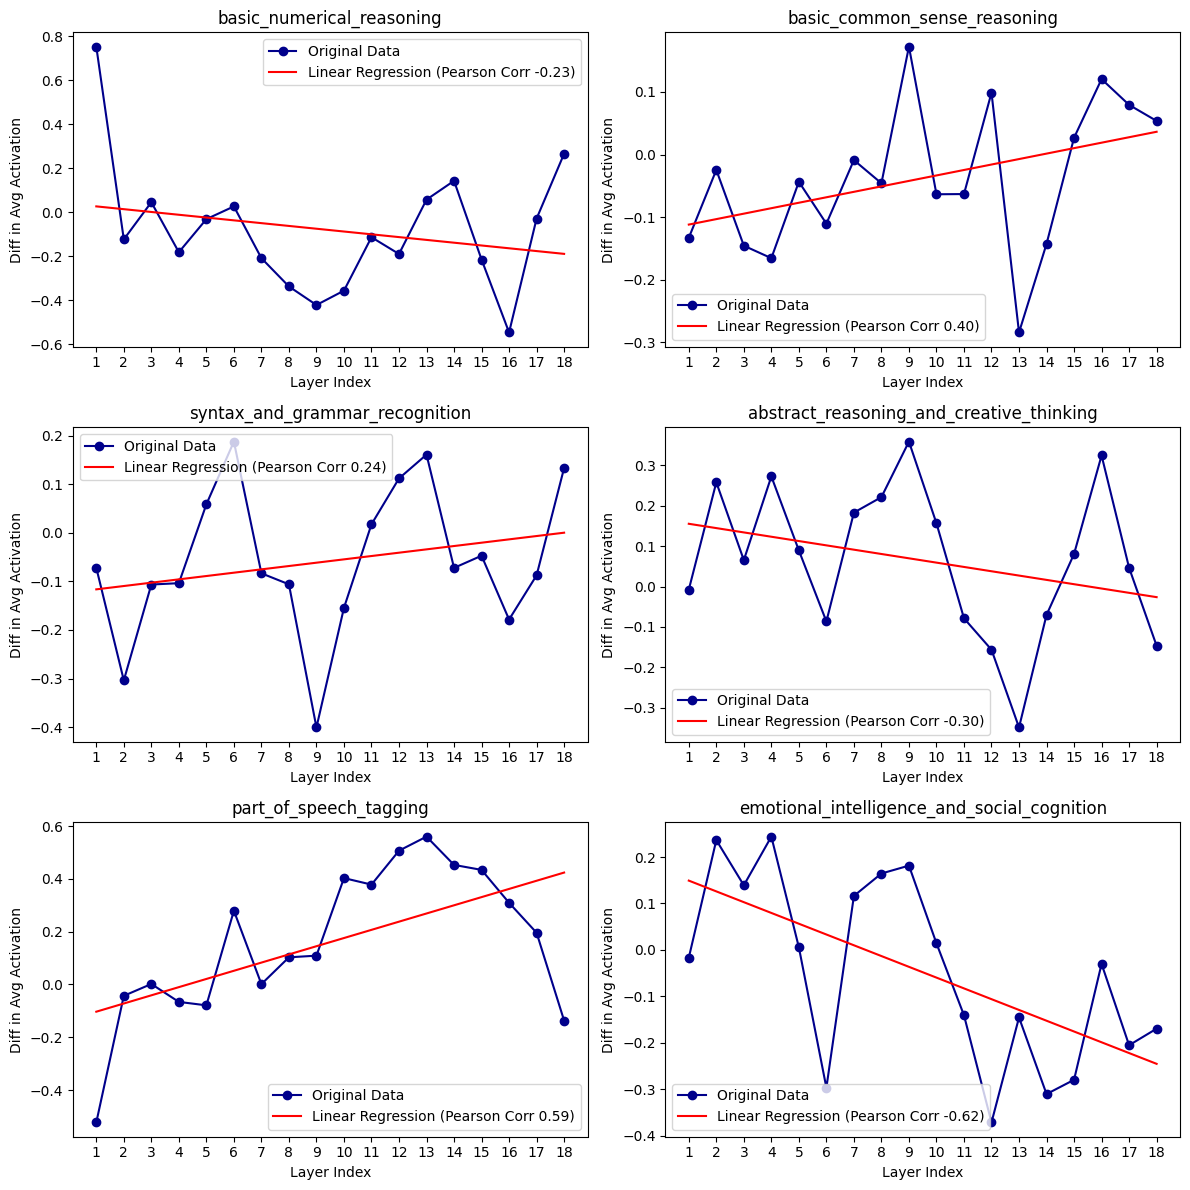 basic_numerical_reasoning
Diff in Avg Activation
0.8
0.6
0.4
0.2
0.0
−0.2
−0.4
−0.6
Original Data
Linear Regression (Pearson Corr -0.23)
1 2 3 4 5 6 7 8 9 10 11 12 13 14 15 16 17 18
Layer Index
basic_common_sense_reasoning
Diff in Avg Activation
0.1
0.0
−0.1
−0.2
−0.3
Original Data
Linear Regression (Pearson Corr 0.40)
1 2 3 4 5 6 7 8 9 10 11 12 13 14 15 16 17 18
Layer Index
syntax_and_grammar_recognition
Diff in Avg Activation
0.2
0.1
0.0
−0.1
−0.2
−0.3
−0.4
Original Data
Linear Regression (Pearson Corr 0.24)
1 2 3 4 5 6 7 8 9 10 11 12 13 14 15 16 17 18
Layer Index
abstract_reasoning_and_creative_thinking
Diff in Avg Activation
0.3
0.2
0.1
0.0
−0.1
−0.2
−0.3
Original Data
Linear Regression (Pearson Corr -0.30)
1 2 3 4 5 6 7 8 9 10 11 12 13 14 15 16 17 18
Layer Index
part_of_speech_tagging
Diff in Avg Activation
0.6
0.4
0.2
0.0
−0.2
−0.4
Original Data
Linear Regression (Pearson Corr 0.59)
1 2 3 4 5 6 7 8 9 10 11 12 13 14 15 16 17 18
Layer Index
emotional_intelligence_and_social_cognition
Diff in Avg Activation
0.2
0.1
0.0
−0.1
−0.2
−0.3
−0.4
Original Data
Linear Regression (Pearson Corr -0.62)
1 2 3 4 5 6 7 8 9 10 11 12 13 14 15 16 17 18
Layer Index